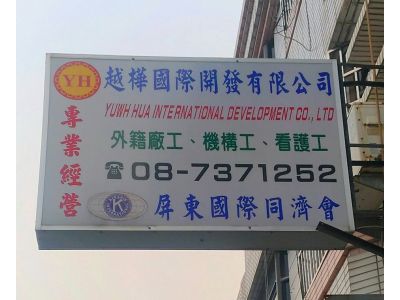 YH
越樺國際開發有限公司
YUWH HUA INTERNATIONAL DEVELOPMENT CO., LTD
專業經營
外籍廠工、機構工、看護工
☎08-7371252
K
屏東國際同濟會